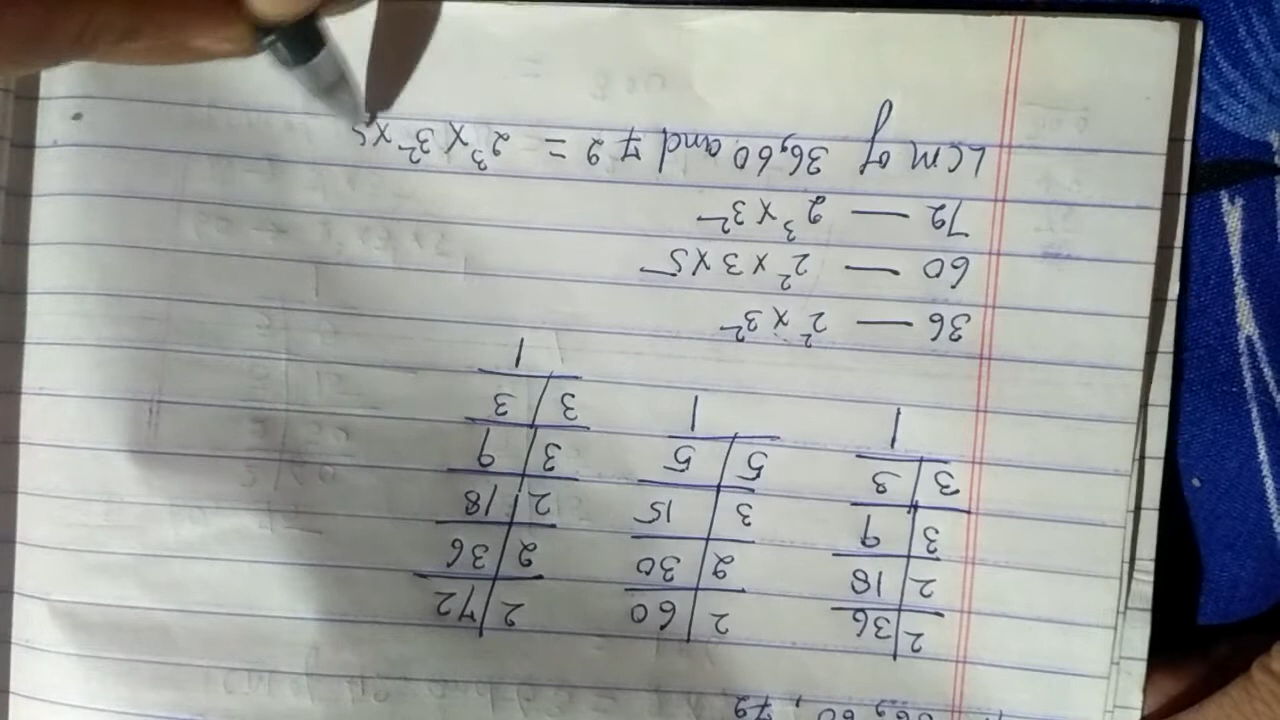 36, 60, 72
2 | 36   2 | 60   2 | 72
2 | 18   2 | 30   2 | 36
3 | 9   3 | 15   2 | 18
3 | 3   5 | 5   3 | 9
1   1   3 | 3
1
36 — 2² × 3²
60 — 2² × 3 × 5
72 — 2³ × 3²
LCM of 36, 60 and 72 = 2³ × 3² × 5